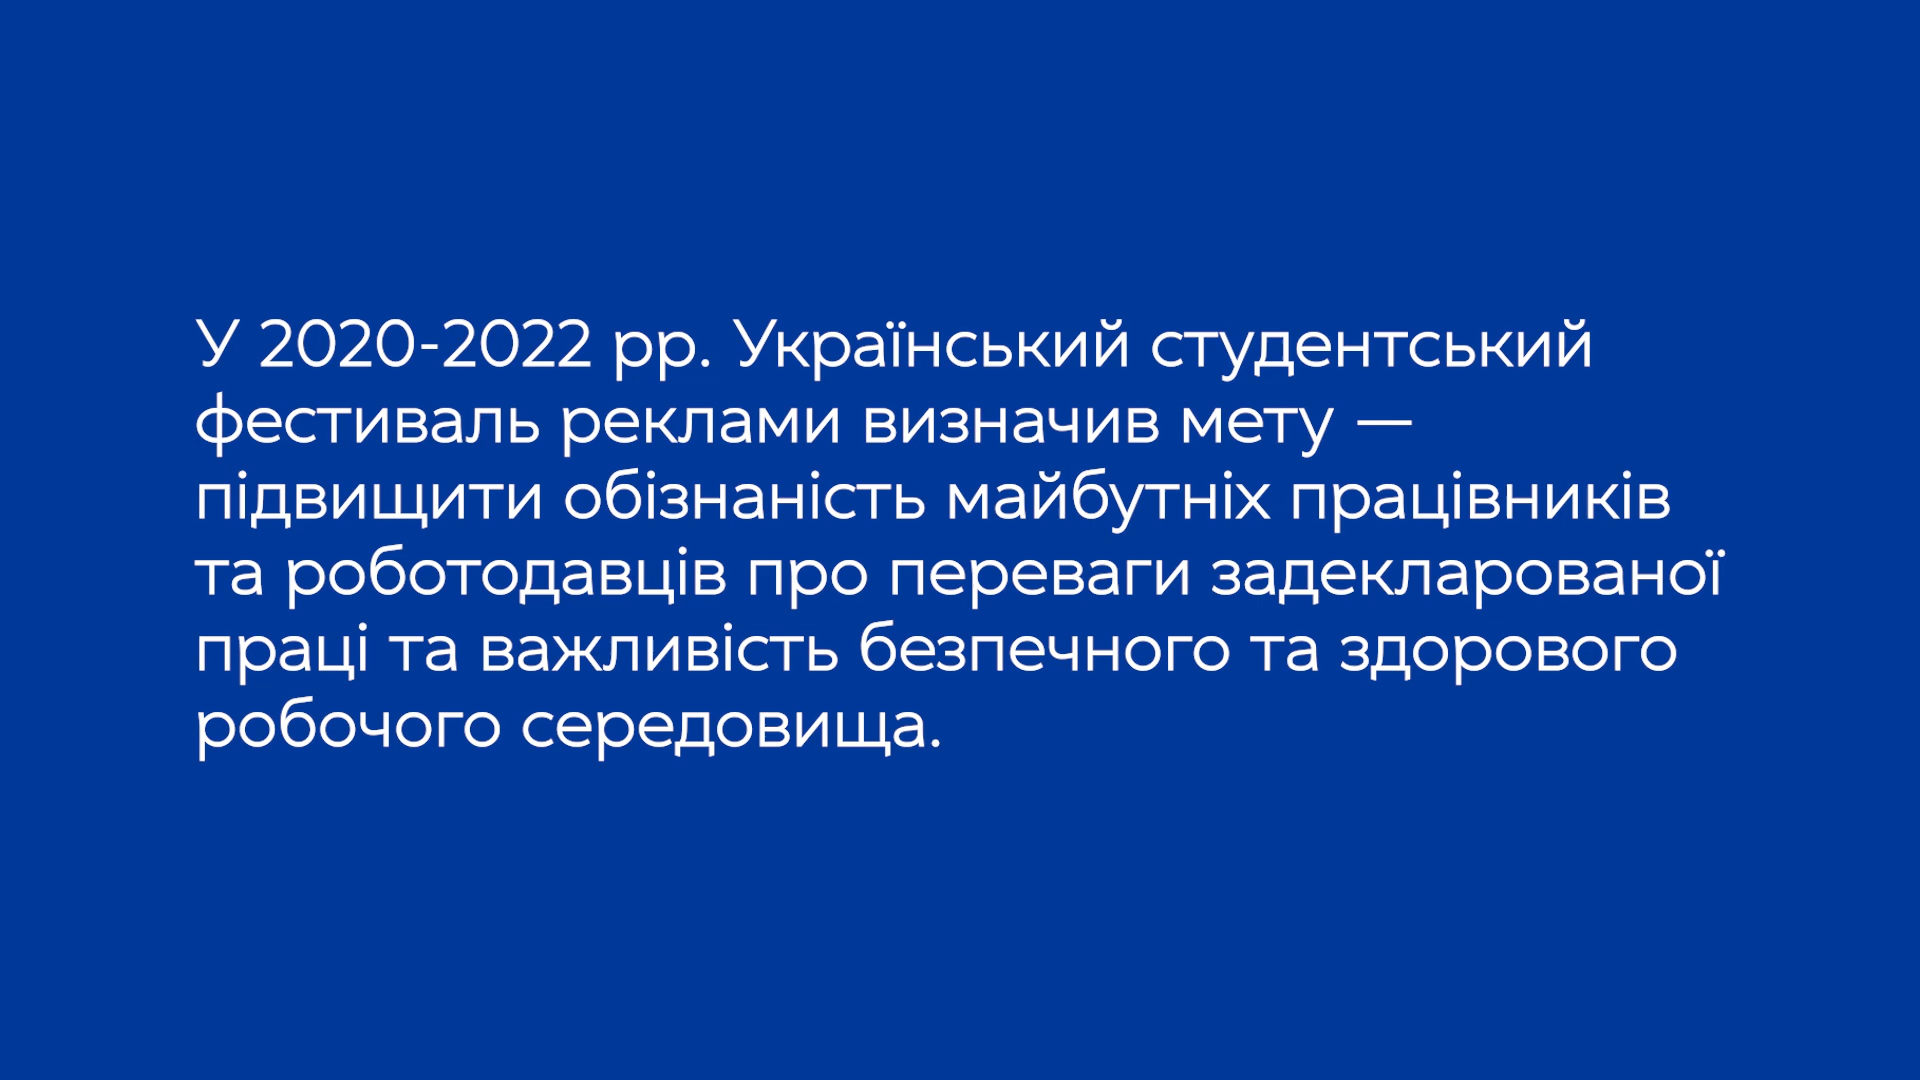 У 2020-2022 рр. Український студентський
фестиваль реклами визначив мету —
підвищити обізнаність майбутніх працівників
та роботодавців про переваги задекларованої
праці та важливість безпечного та здорового
робочого середовища.